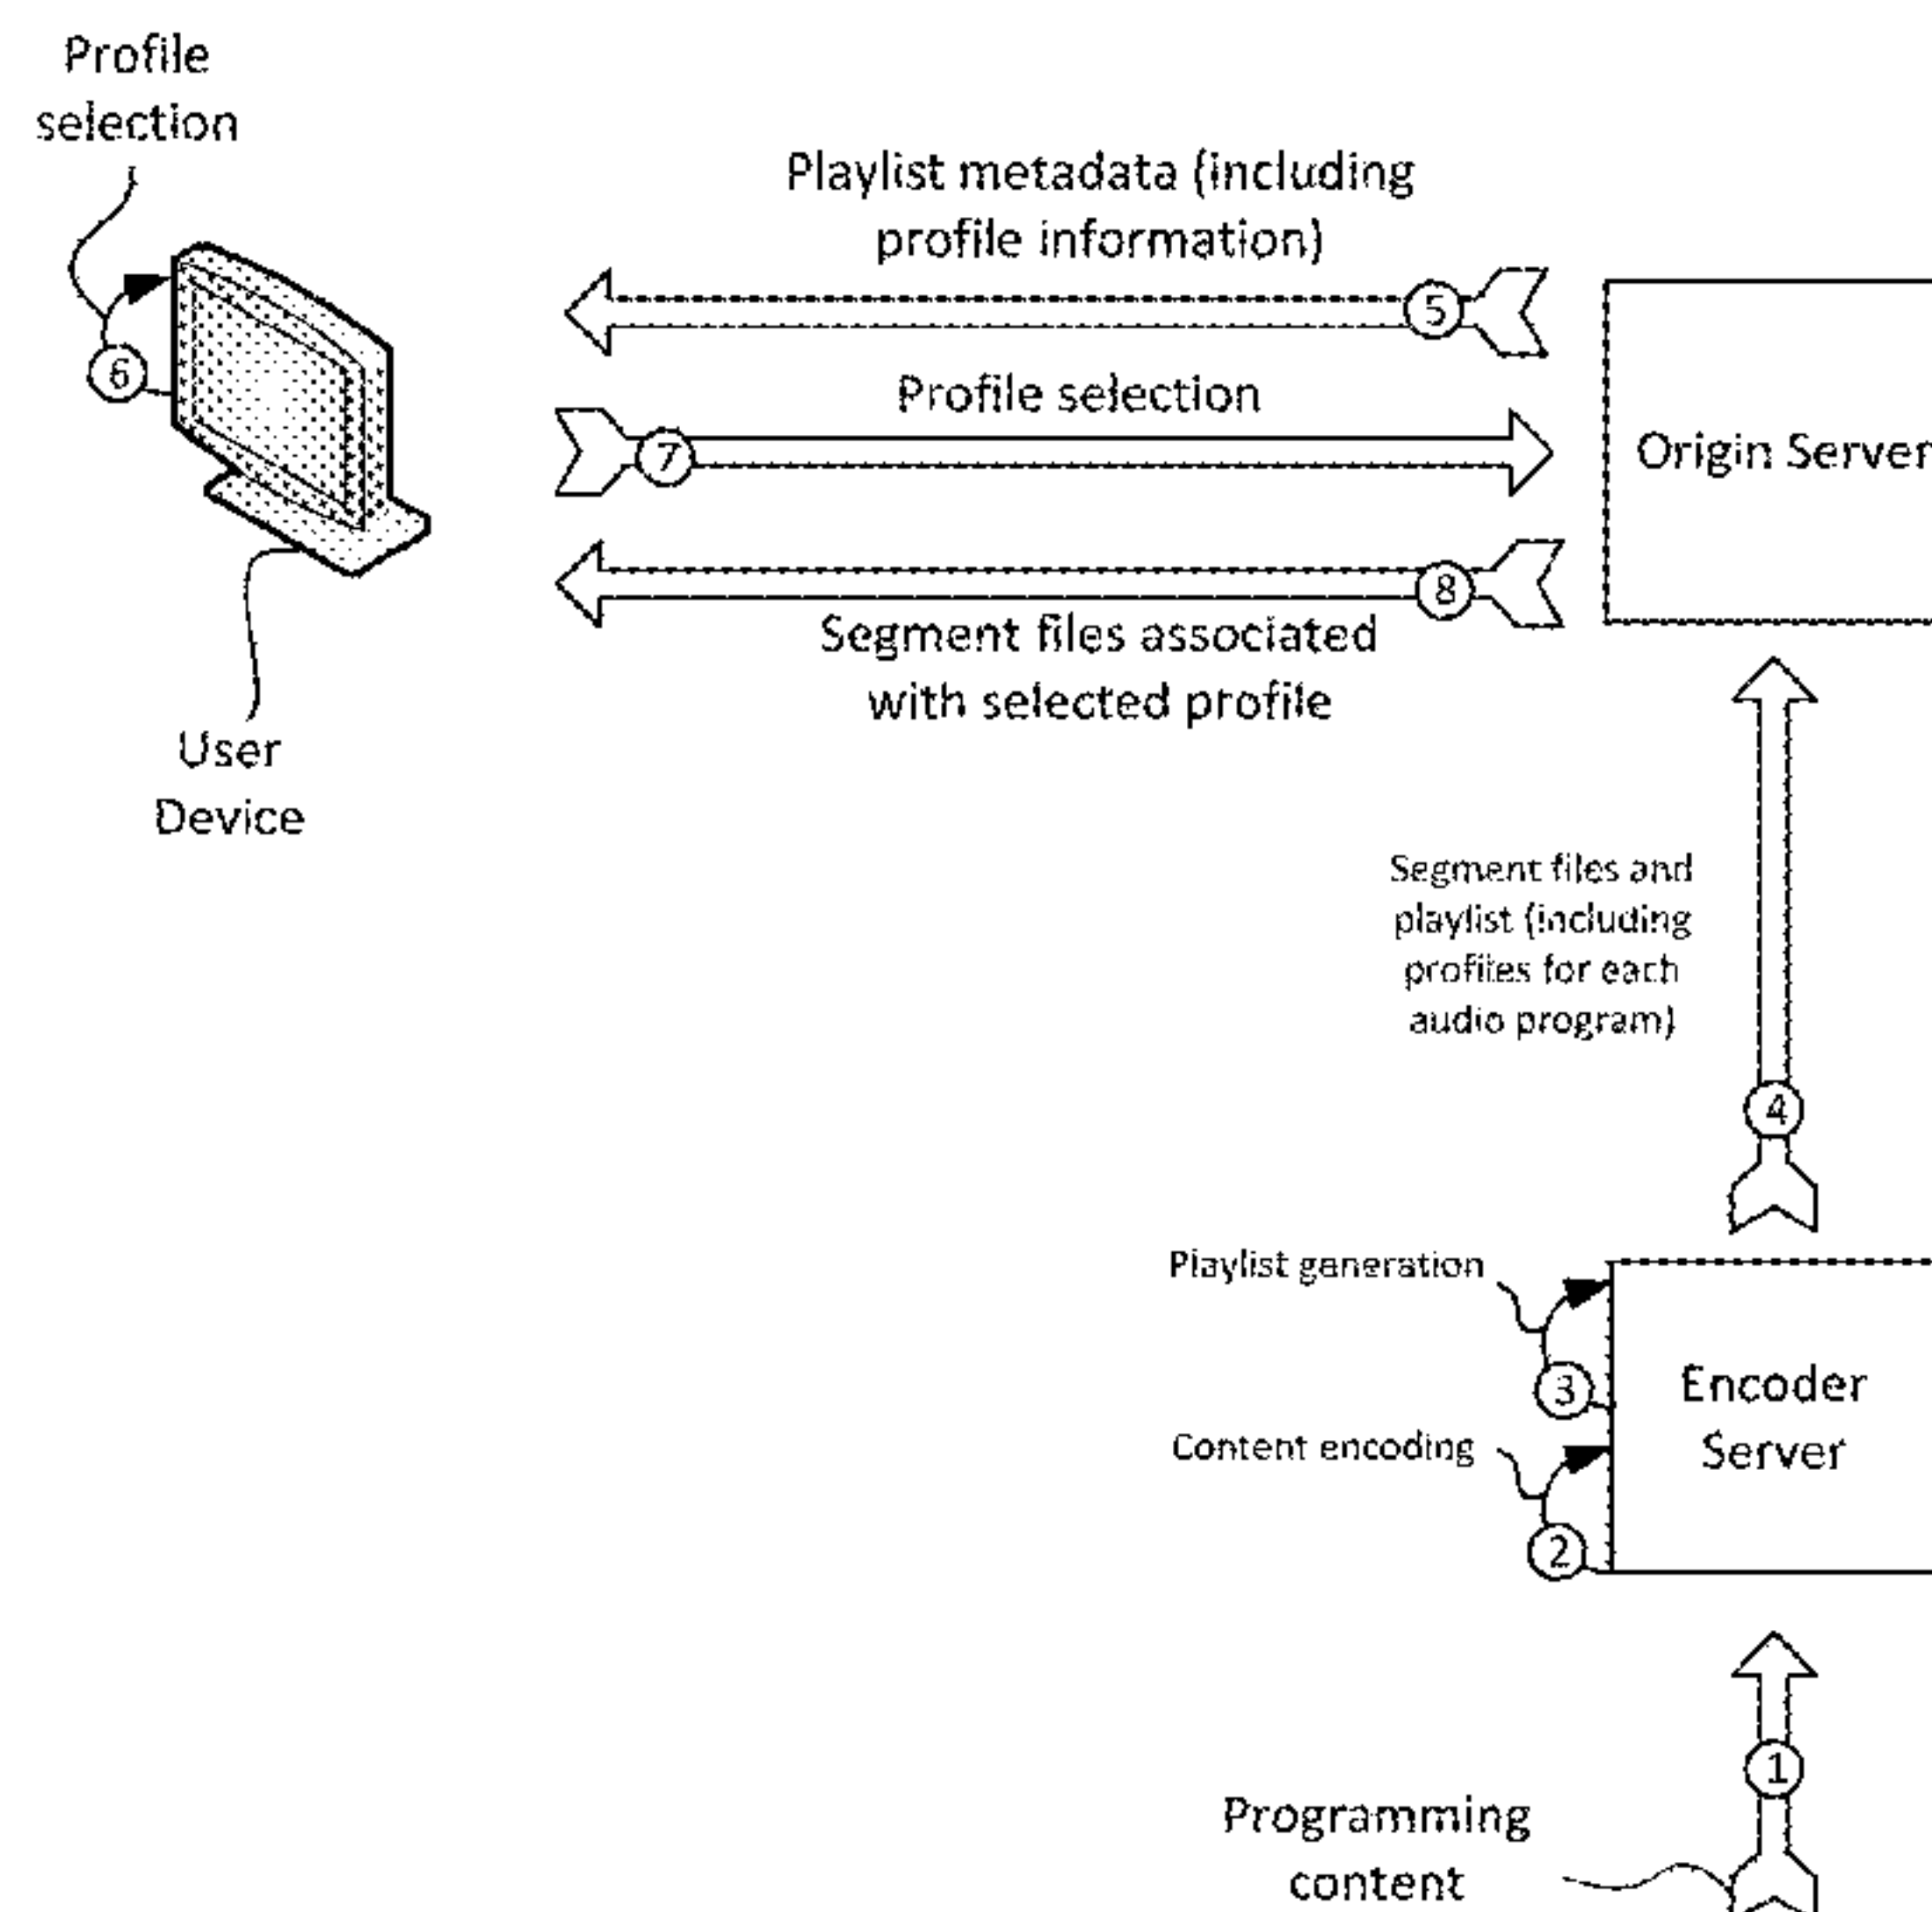 Profile
selection
Playlist metadata (including
profile information)
5
6
Profile selection
7
Origin Server
8
Segment files associated
with selected profile
User
Device
Segment files and
playlist (including
profiles for each
audio program)
4
Playlist generation
3
Encoder
Server
Content encoding
2
1
Programming
content